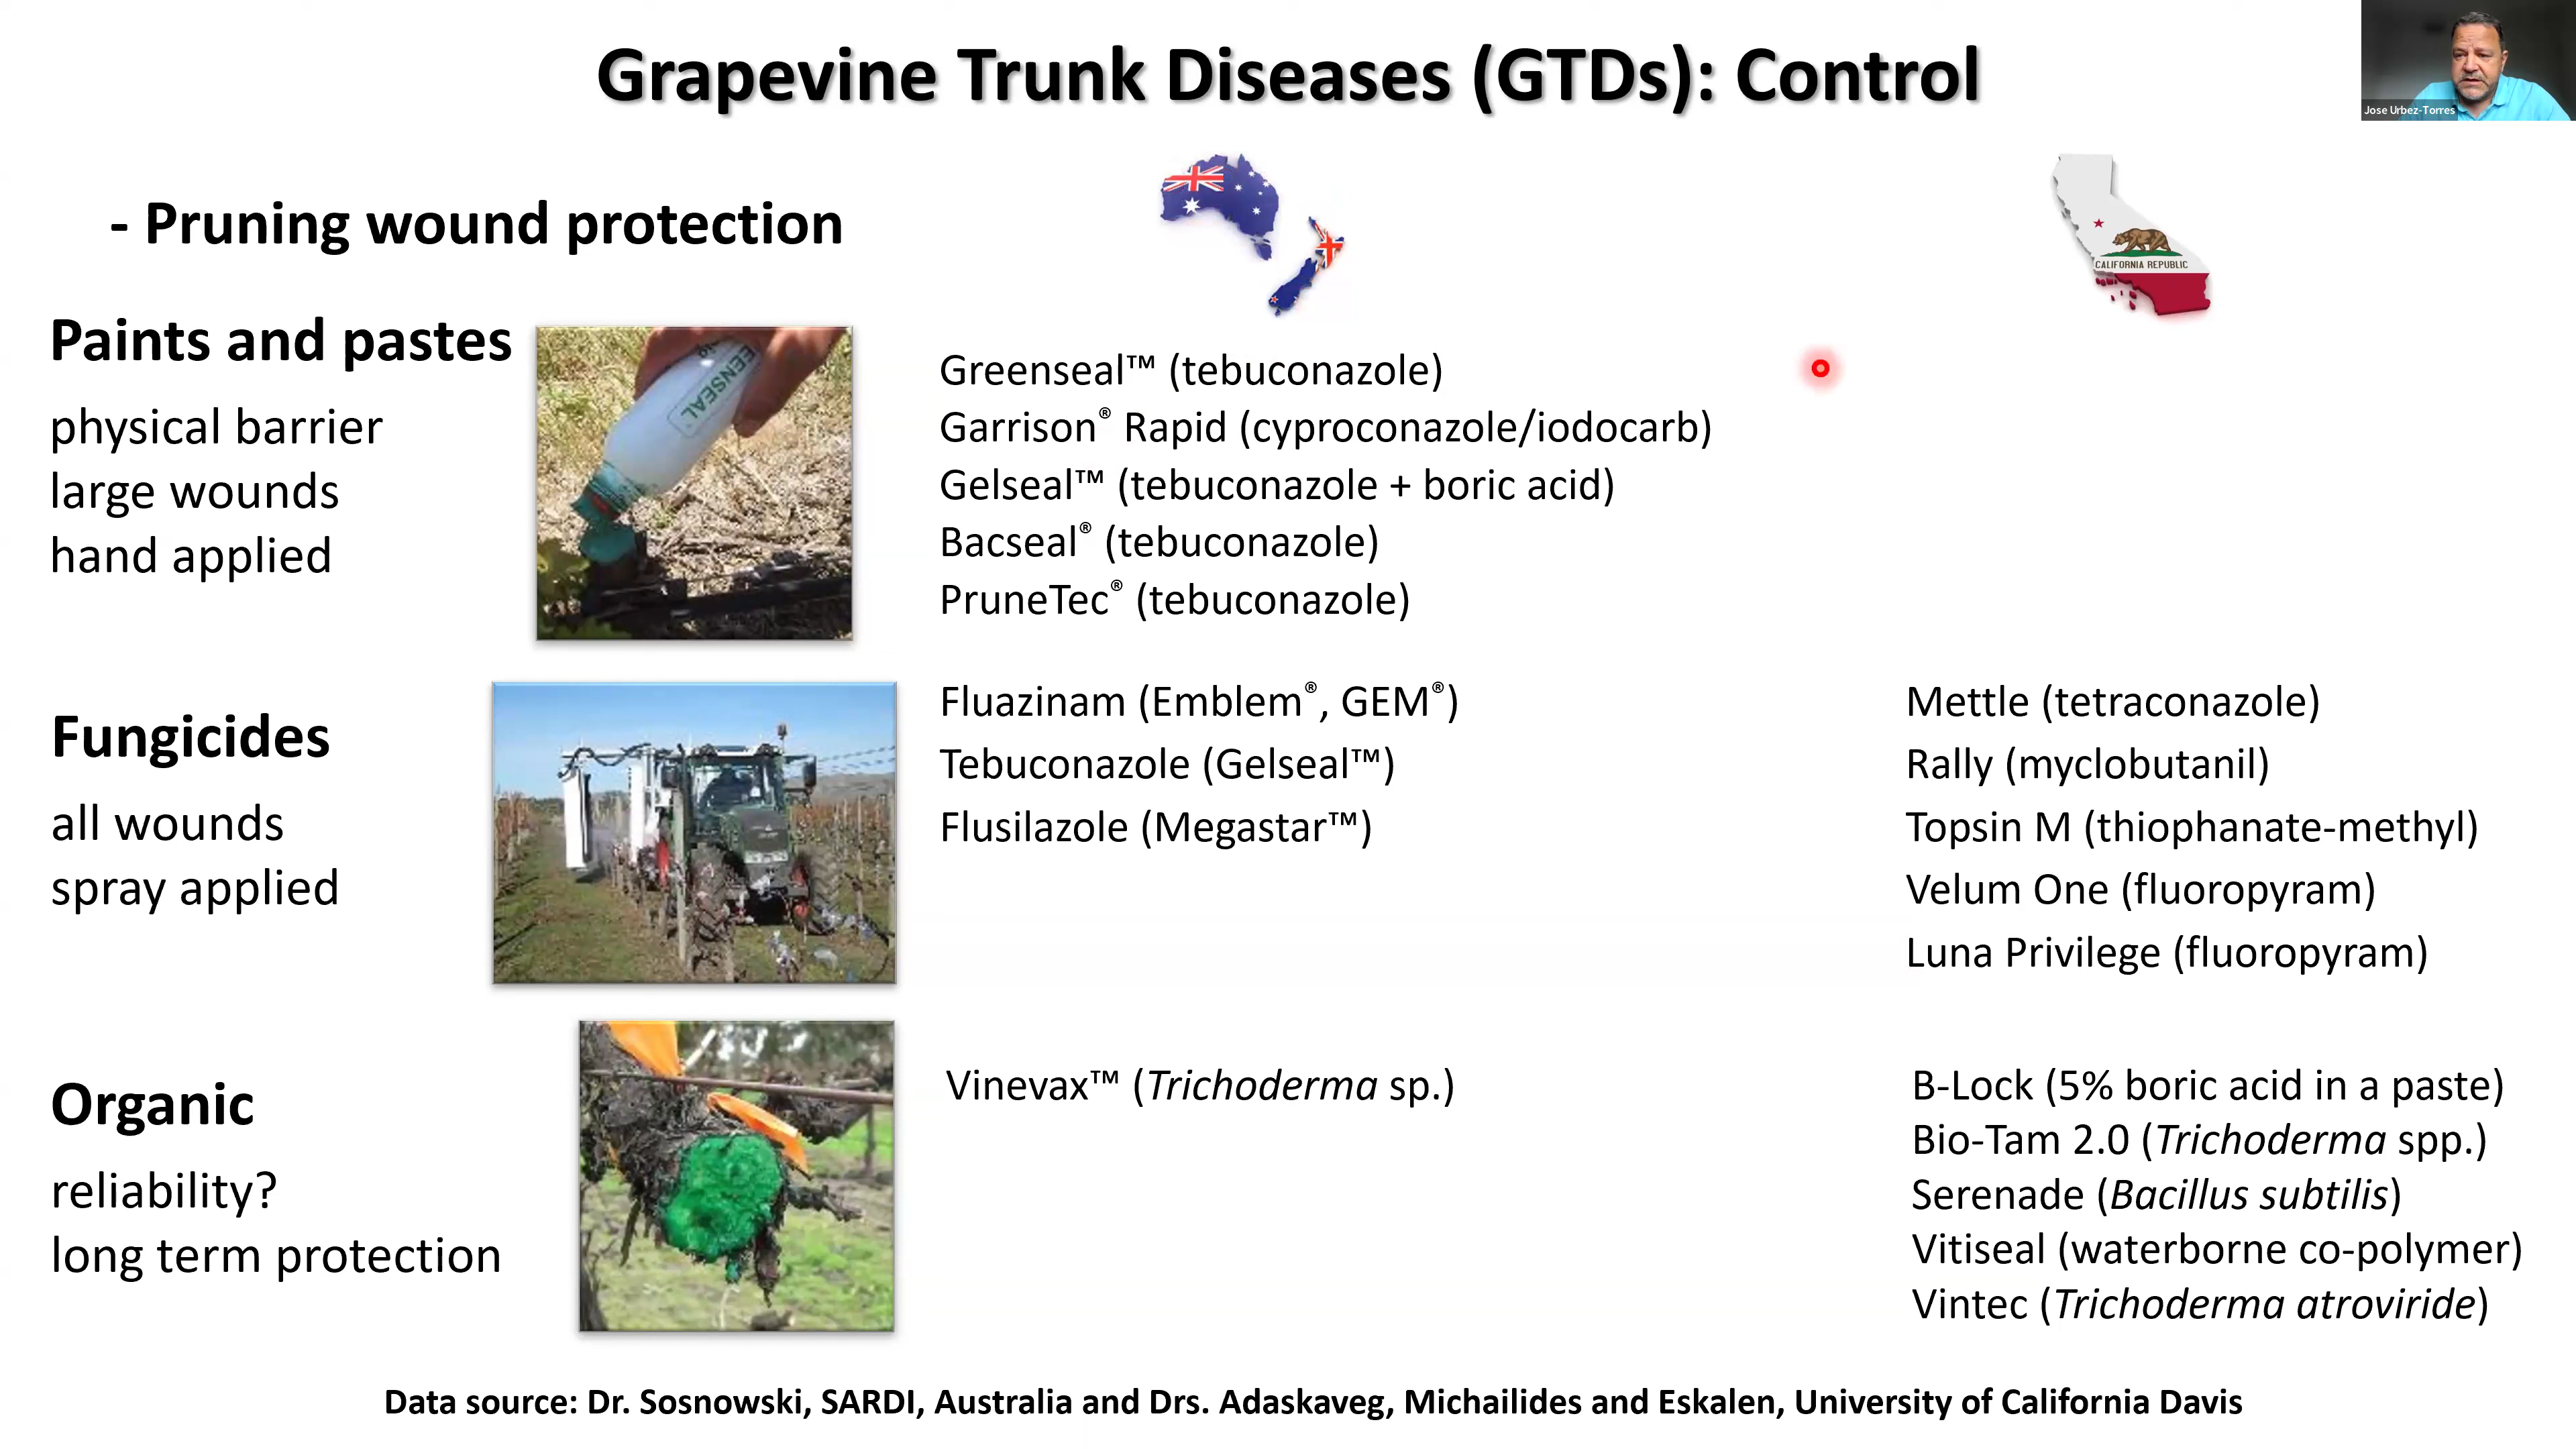 Grapevine Trunk Diseases (GTDs): Control
Jose Urbez-Torres
- Pruning wound protection
CALIFORNIA REPUBLIC
Paints and pastes
physical barrier
large wounds
hand applied
EENSEAL
ENSEAL
Greenseal™ (tebuconazole)
Garrison® Rapid (cyproconazole/iodocarb)
Gelseal™ (tebuconazole + boric acid)
Bacseal® (tebuconazole)
PruneTec® (tebuconazole)
Fungicides
all wounds
spray applied
Fluazinam (Emblem®, GEM®)
Tebuconazole (Gelseal™)
Flusilazole (Megastar™)
Mettle (tetraconazole)
Rally (myclobutanil)
Topsin M (thiophanate-methyl)
Velum One (fluoropyram)
Luna Privilege (fluoropyram)
Organic
reliability?
long term protection
Vinevax™ (Trichoderma sp.)
B-Lock (5% boric acid in a paste)
Bio-Tam 2.0 (Trichoderma spp.)
Serenade (Bacillus subtilis)
Vitiseal (waterborne co-polymer)
Vintec (Trichoderma atroviride)
Data source: Dr. Sosnowski, SARDI, Australia and Drs. Adaskaveg, Michailides and Eskalen, University of California Davis